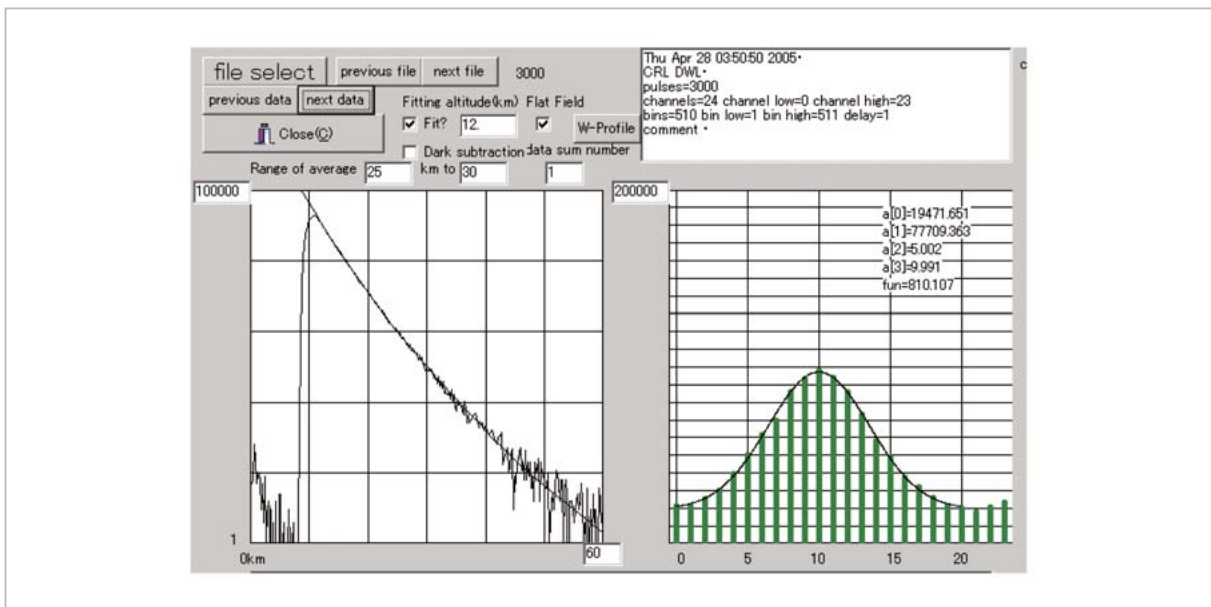 file select previous file next file 3000
previous data next data
Close(C)
Fitting altitude(km) Flat Field
Fit? 12. W-Profile
Dark subtraction data sum number
Range of average 25 km to 30 1
Thu Apr 28 03:50:50 2005・
CRL DWL・
pulses=3000
channels=24 channel low=0 channel high=23
bins=510 bin low=1 bin high=511 delay=1
comment ・
c
100000
1
0km
60
200000
a[0]=19471.651
a[1]=77709.363
a[2]=5.002
a[3]=9.991
fun=810.107
0 5 10 15 20